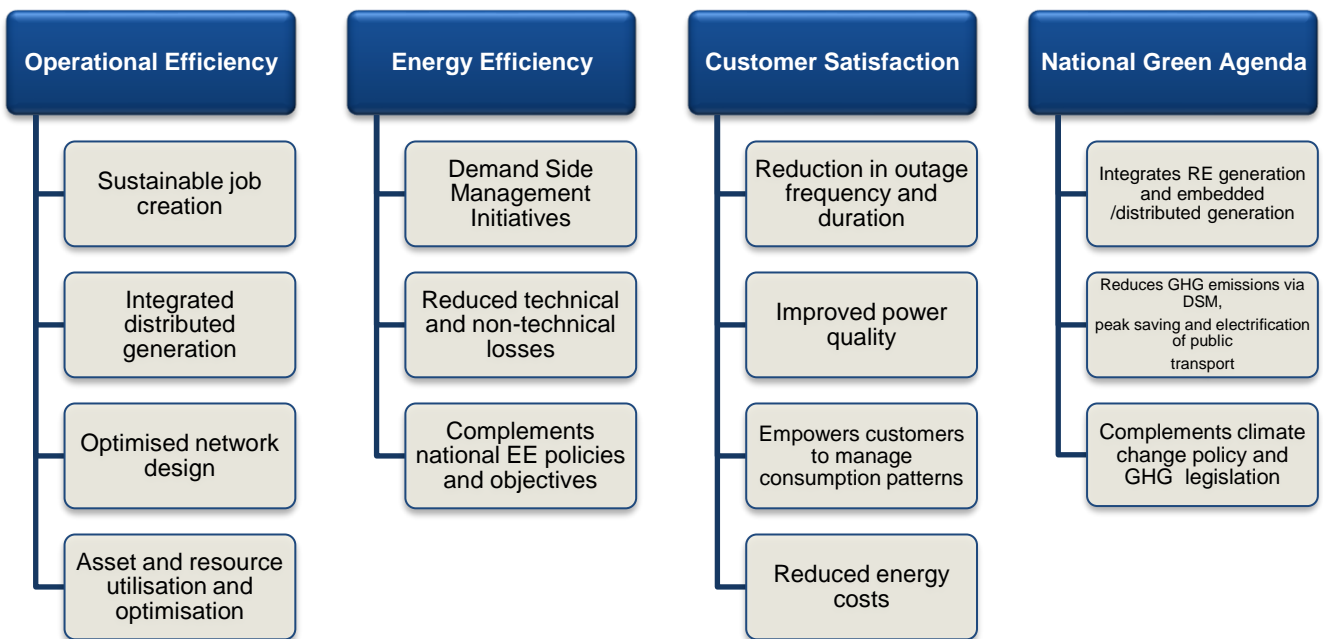 Operational Efficiency
Sustainable job
creation
Integrated
distributed
generation
Optimised network
design
Asset and resource
utilisation and
optimisation
Energy Efficiency
Demand Side
Management
Initiatives
Reduced technical
and non-technical
losses
Complements
national EE policies
and objectives
Customer Satisfaction
Reduction in outage
frequency and
duration
Improved power
quality
Empowers customers
to manage
consumption patterns
Reduced energy
costs
National Green Agenda
Integrates RE generation
and embedded
/distributed generation
Reduces GHG emissions via
DSM,
peak saving and electrification
of public
transport
Complements climate
change policy and
GHG legislation